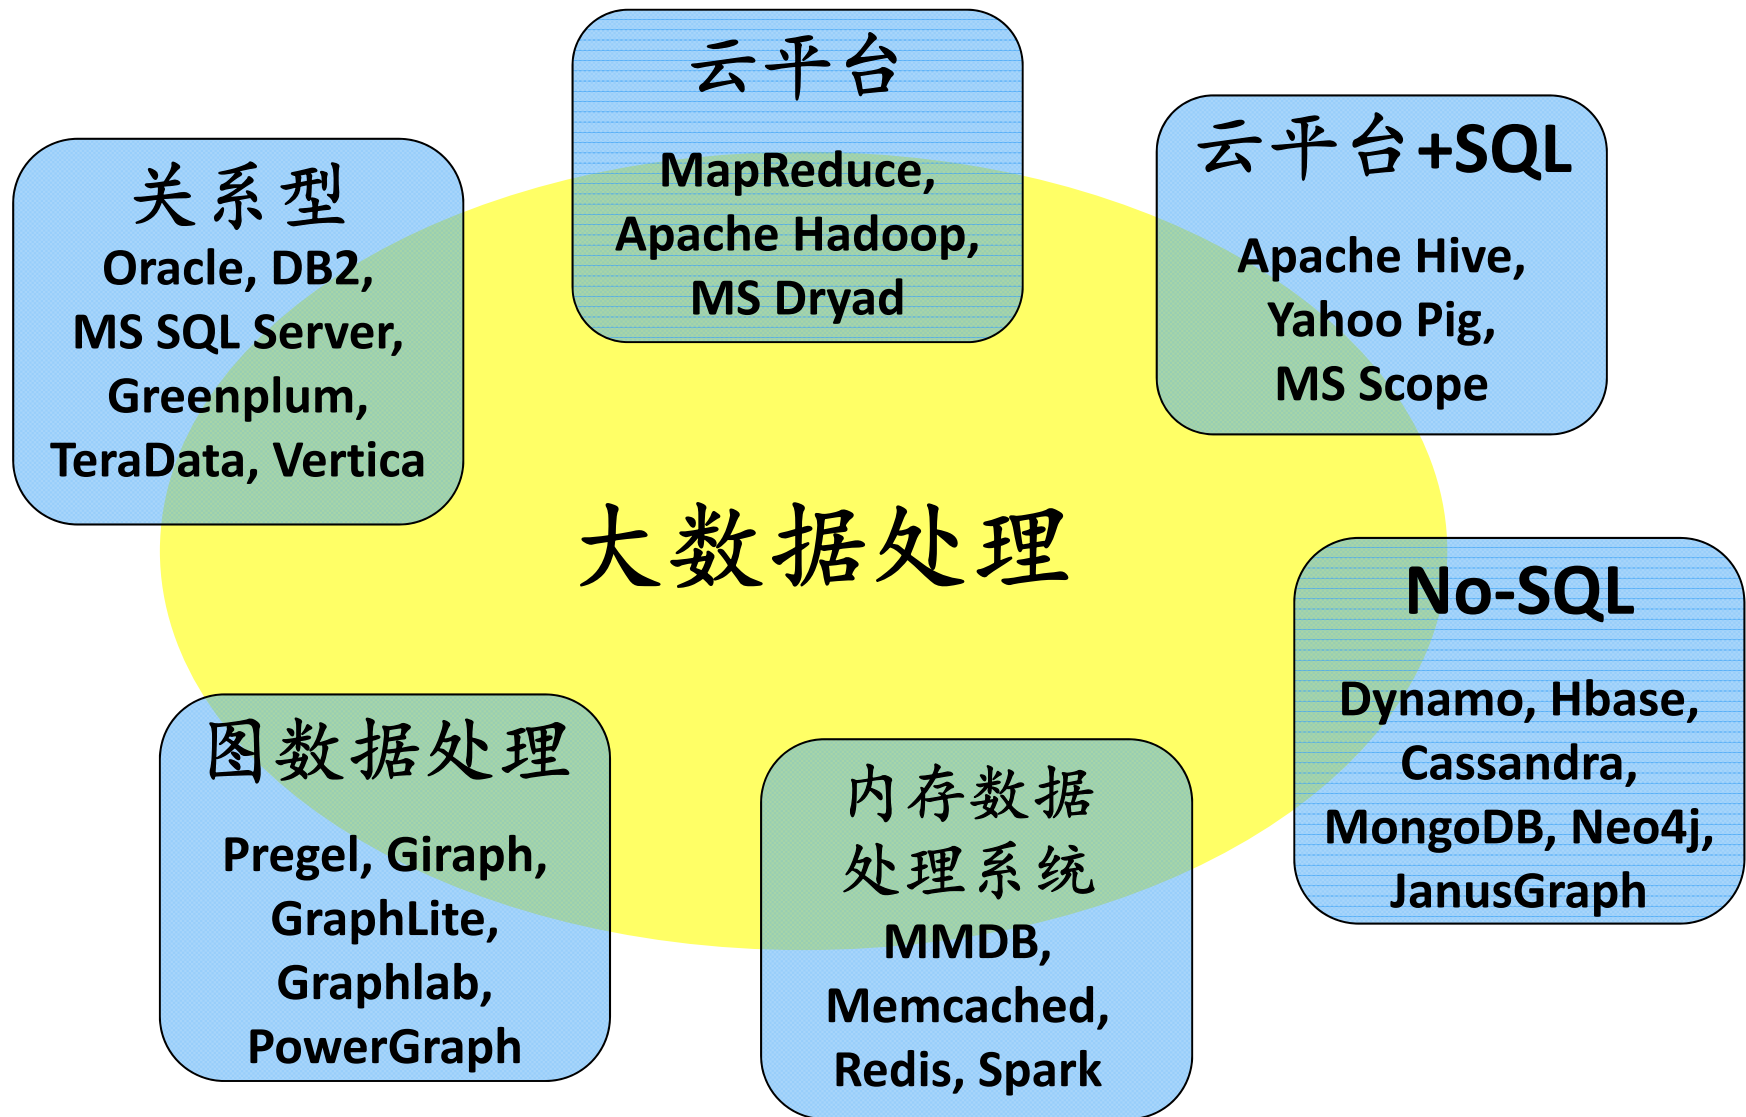 云平台
MapReduce,
Apache Hadoop,
MS Dryad
云平台+SQL
Apache Hive,
Yahoo Pig,
MS Scope
关系型
Oracle, DB2,
MS SQL Server,
Greenplum,
TeraData, Vertica
大数据处理
No-SQL
Dynamo, Hbase,
Cassandra,
MongoDB, Neo4j,
JanusGraph
图数据处理
Pregel, Giraph,
GraphLite,
Graphlab,
PowerGraph
内存数据
处理系统
MMDB,
Memcached,
Redis, Spark